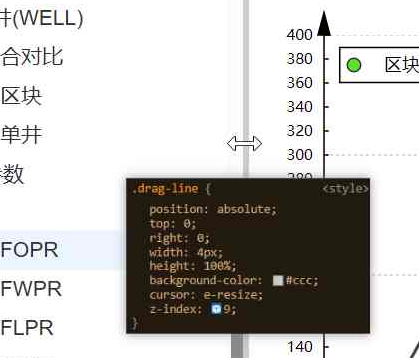 (WELL)
合对比
区块
单井
参数
FOPR
FWPR
FLPR
400
380
360
340
320
300
280
140
区块
.drag-line {
<style>
position: absolute;
top: 0;
right: 0;
width: 4px;
height: 100%;
background-color: #ccc;
cursor: e-resize;
z-index: 9;
}